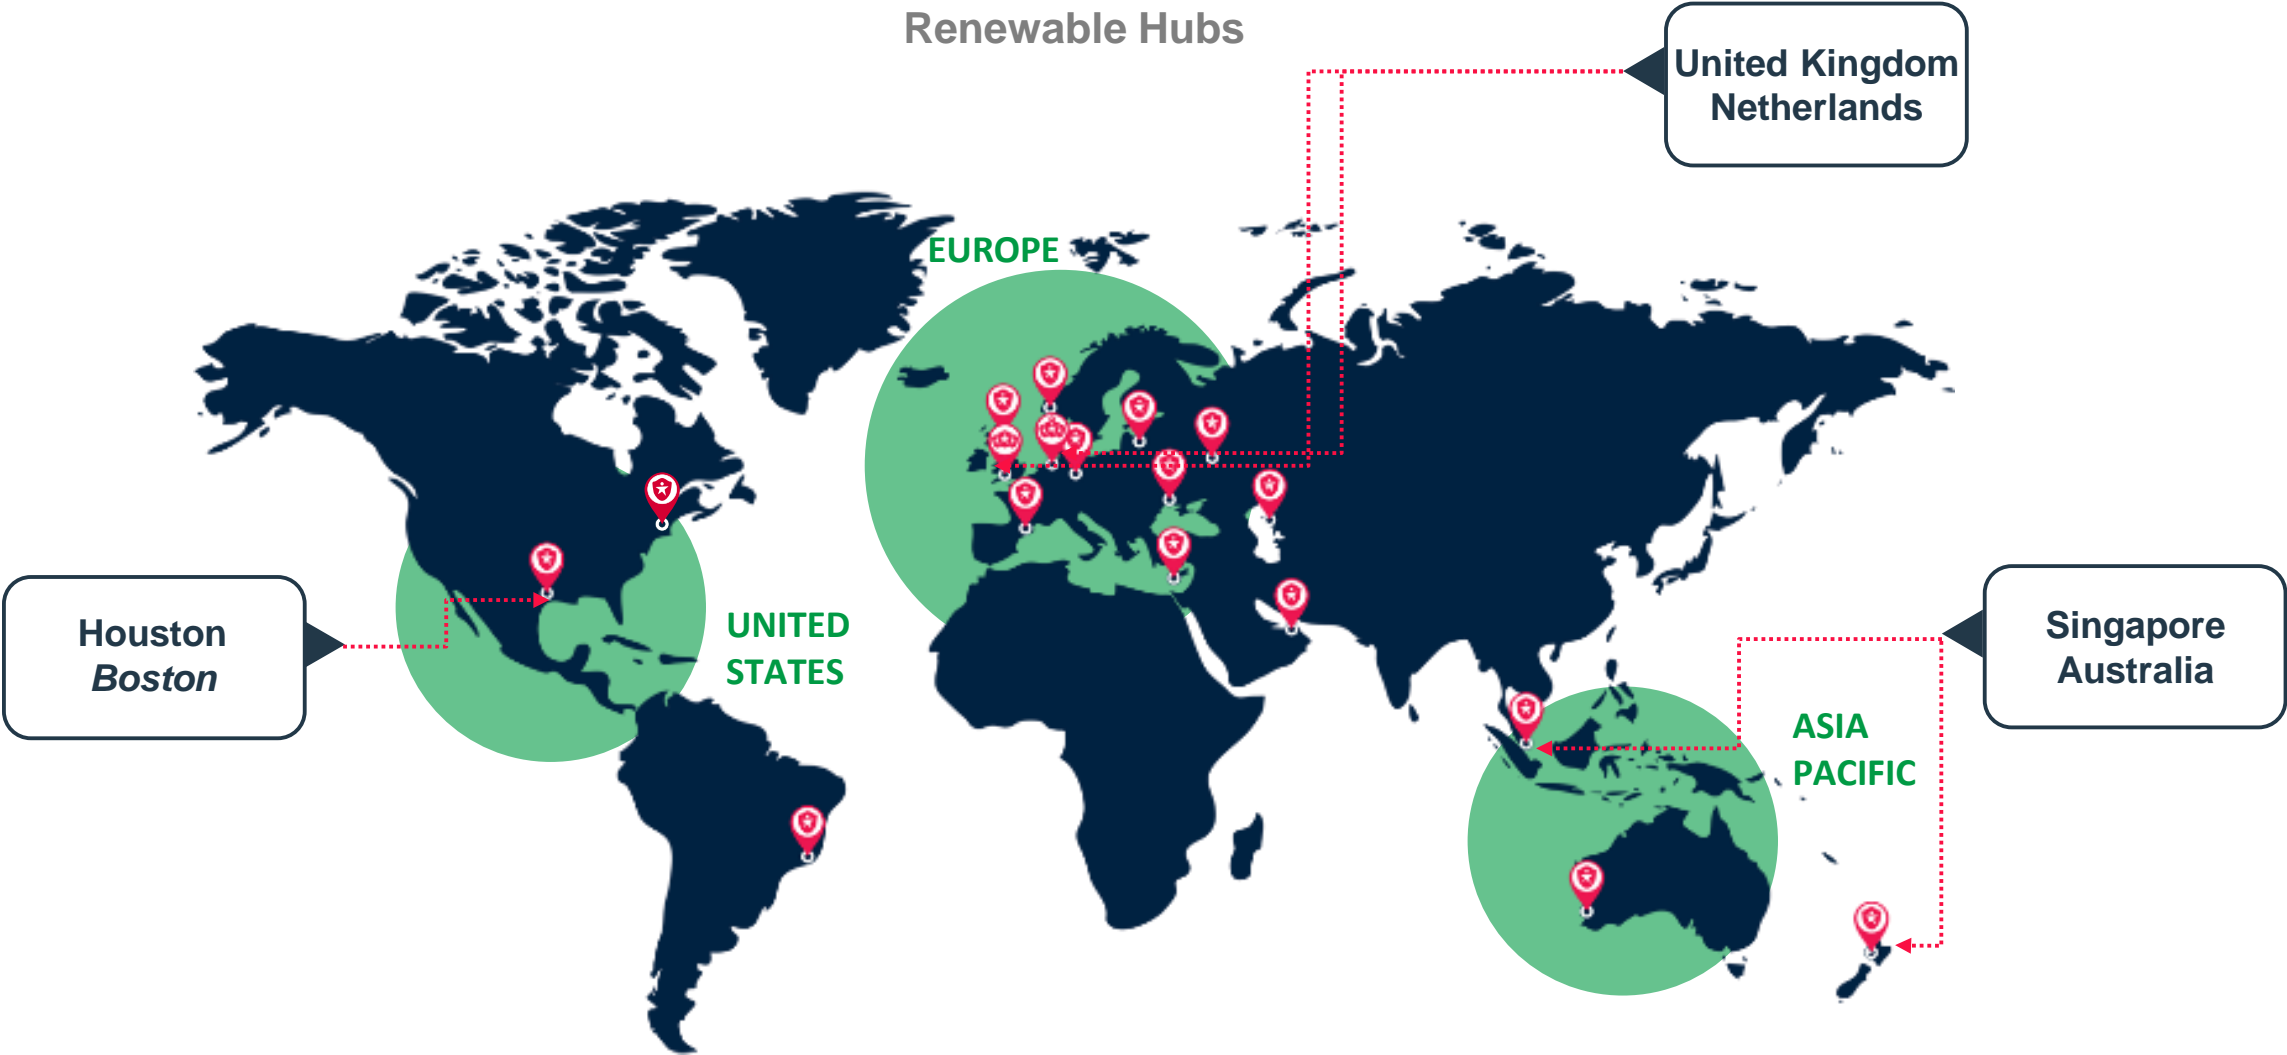 Renewable Hubs
United Kingdom
Netherlands
EUROPE
Houston
Boston
UNITED
STATES
Singapore
Australia
ASIA
PACIFIC